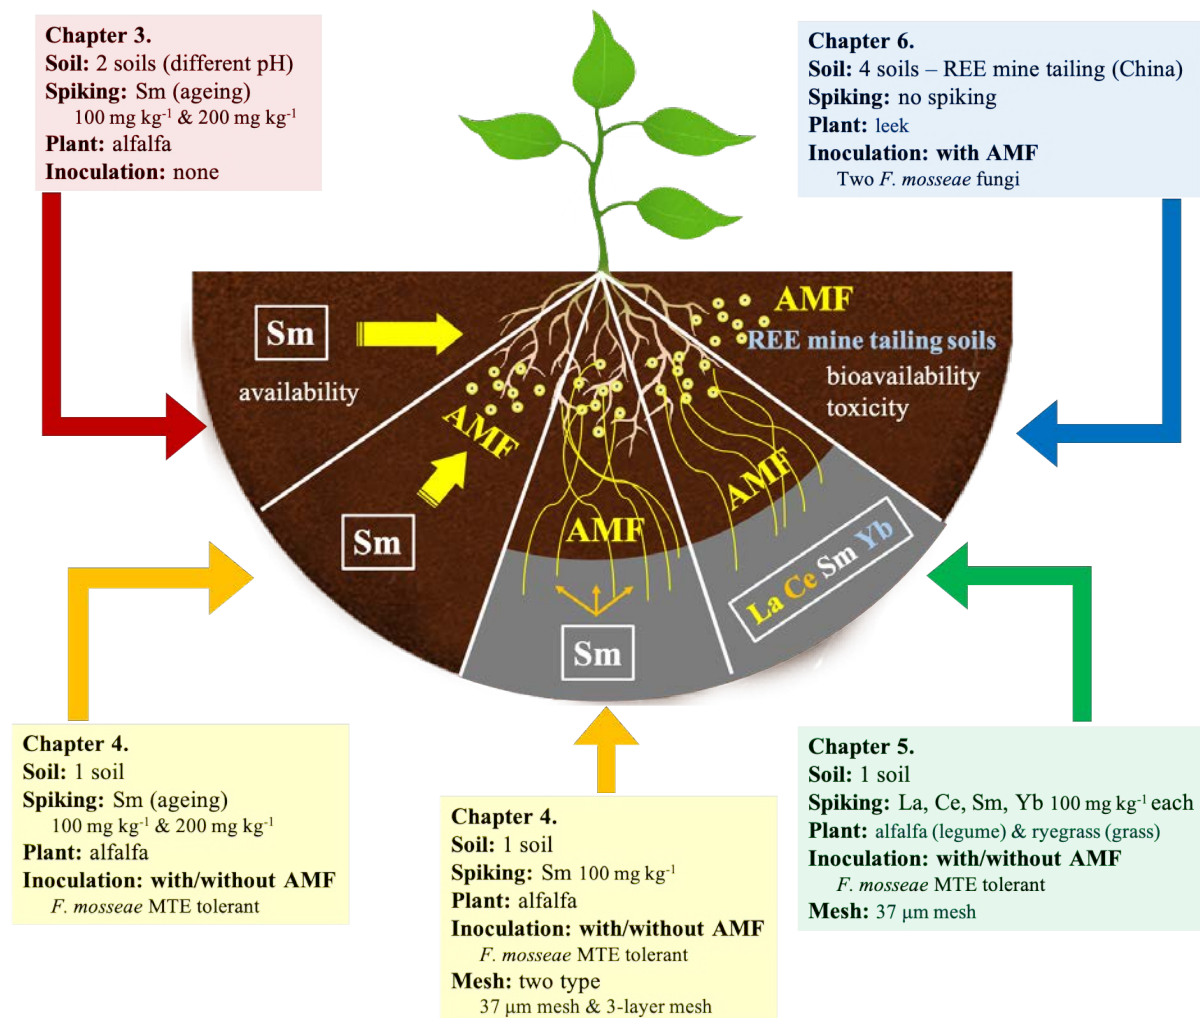 Chapter 3.
Soil: 2 soils (different pH)
Spiking: Sm (ageing)
100 mg kg⁻¹ & 200 mg kg⁻¹
Plant: alfalfa
Inoculation: none
Chapter 6.
Soil: 4 soils – REE mine tailing (China)
Spiking: no spiking
Plant: leek
Inoculation: with AMF
Two F. mosseae fungi
Sm
availability
AMF
Sm
AMF
Sm
AMF
La Ce Sm Yb
AMF
REE mine tailing soils
bioavailability
toxicity
Chapter 4.
Soil: 1 soil
Spiking: Sm (ageing)
100 mg kg⁻¹ & 200 mg kg⁻¹
Plant: alfalfa
Inoculation: with/without AMF
F. mosseae MTE tolerant
Chapter 4.
Soil: 1 soil
Spiking: Sm 100 mg kg⁻¹
Plant: alfalfa
Inoculation: with/without AMF
F. mosseae MTE tolerant
Mesh: two type
37 µm mesh & 3-layer mesh
Chapter 5.
Soil: 1 soil
Spiking: La, Ce, Sm, Yb 100 mg kg⁻¹ each
Plant: alfalfa (legume) & ryegrass (grass)
Inoculation: with/without AMF
F. mosseae MTE tolerant
Mesh: 37 µm mesh